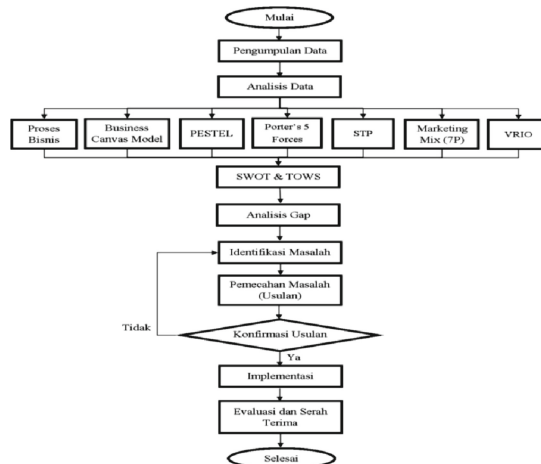 Mulai
Pengumpulan Data
Analisis Data
Proses
Bisnis
Business
Canvas Model
PESTEL
Porter's 5
Forces
STP
Marketing
Mix (7P)
VRIO
SWOT & TOWS
Analisis Gap
Identifikasi Masalah
Pemecahan Masalah
(Usulan)
Tidak
Konfirmasi Usulan
Ya
Implementasi
Evaluasi dan Serah
Terima
Selesai